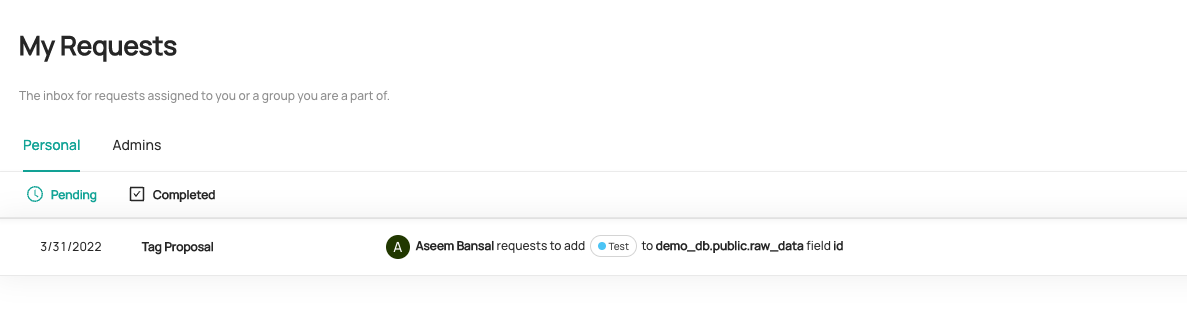 My Requests
The inbox for requests assigned to you or a group you are a part of.
Personal Admins
Pending Completed
3/31/2022 Tag Proposal A Aseem Bansal requests to add Test to demo_db.public.raw_data field id